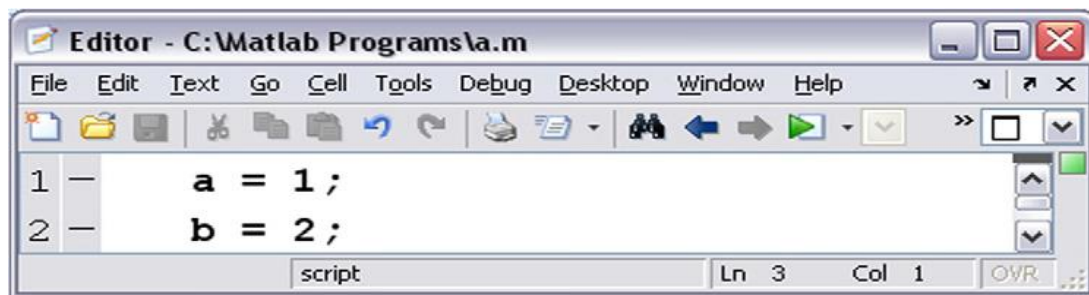 Editor - C:\Matlab Programs\a.m
File Edit Text Go Cell Tools Debug Desktop Window Help
1 — a = 1;
2 — b = 2;
script Ln 3 Col 1 OVR